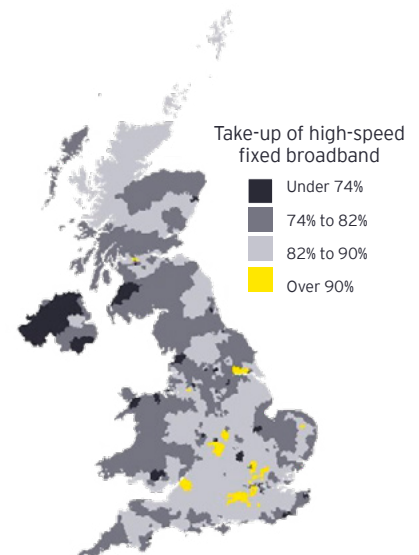 Take-up of high-speed
fixed broadband
Under 74%
74% to 82%
82% to 90%
Over 90%